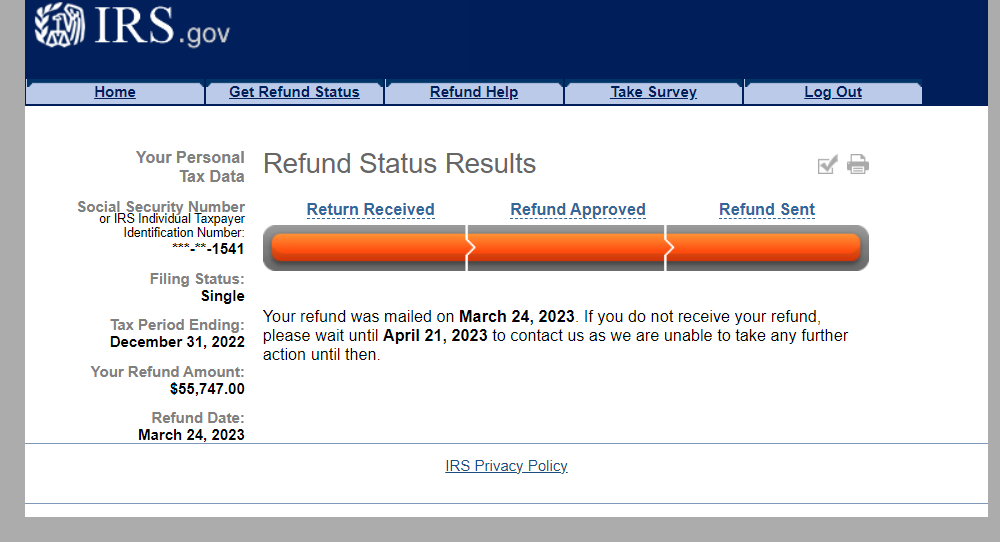 IRS.gov
Home Get Refund Status Refund Help Take Survey Log Out
Your Personal
Tax Data
Social Security Number
or IRS Individual Taxpayer
Identification Number:
***-**-1541
Filing Status:
Single
Tax Period Ending:
December 31, 2022
Your Refund Amount:
$55,747.00
Refund Date:
March 24, 2023
Refund Status Results
Return Received Refund Approved Refund Sent
Your refund was mailed on March 24, 2023. If you do not receive your refund,
please wait until April 21, 2023 to contact us as we are unable to take any further
action until then.
IRS Privacy Policy